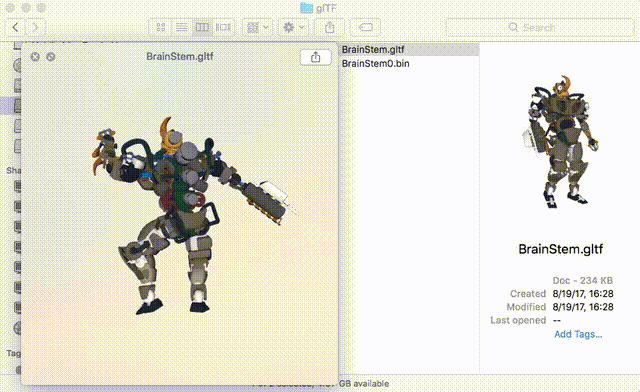 glTF
Search
BrainStem.gltf
BrainStem.gltf
BrainStem0.bin
Sha
Tag
BrainStem.gltf
Doc - 234 KB
Created 8/19/17, 16:28
Modified 8/19/17, 16:28
Last opened --
Add Tags...
GB available